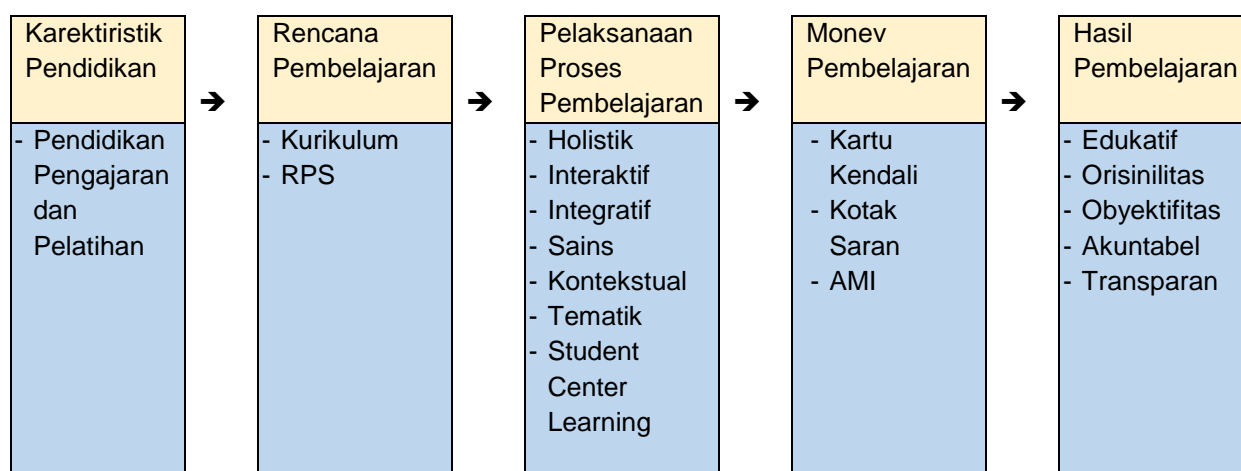 Karektiristik
Pendidikan
- Pendidikan
Pengajaran
dan
Pelatihan
➔
Rencana
Pembelajaran
- Kurikulum
- RPS
➔
Pelaksanaan
Proses
Pembelajaran
- Holistik
- Interaktif
- Integratif
- Sains
- Kontekstual
- Tematik
- Student
Center
Learning
➔
Monev
Pembelajaran
- Kartu
Kendali
- Kotak
Saran
- AMI
➔
Hasil
Pembelajaran
- Edukatif
- Orisinilitas
- Obyektifitas
- Akuntabel
- Transparan